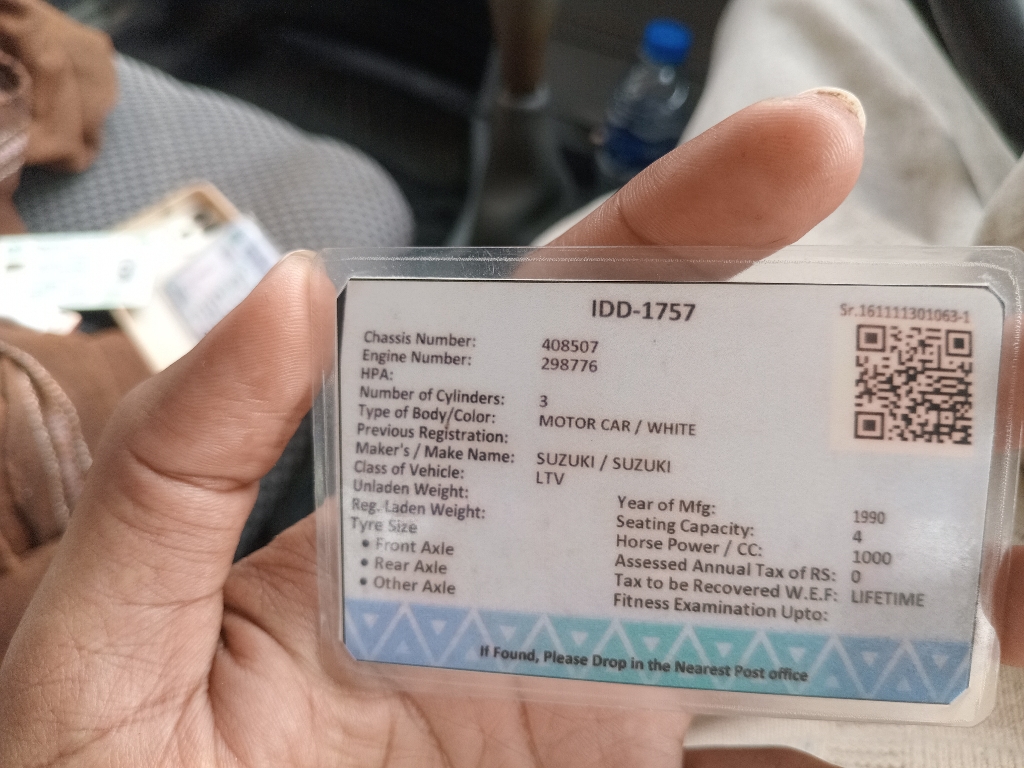 IDD-1757
Sr.161111301063-1
Chassis Number: 408507
Engine Number: 298776
HPA:
Number of Cylinders: 3
Type of Body/Color: MOTOR CAR / WHITE
Previous Registration:
Maker's / Make Name: SUZUKI / SUZUKI
Class of Vehicle: LTV
Unladen Weight:
Reg. Laden Weight:
Tyre Size
• Front Axle
• Rear Axle
• Other Axle
Year of Mfg: 1990
Seating Capacity: 4
Horse Power / CC: 1000
Assessed Annual Tax of RS: 0
Tax to be Recovered W.E.F: LIFETIME
Fitness Examination Upto:
If Found, Please Drop in the Nearest Post office